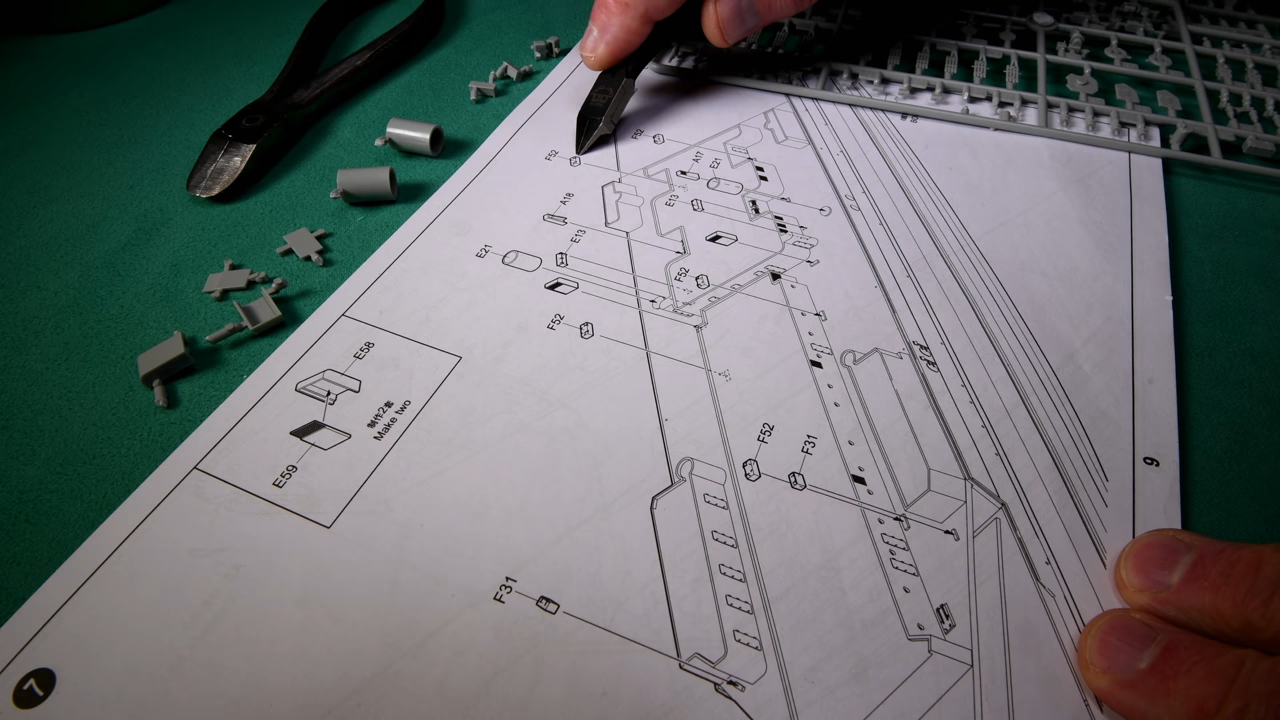 F52
F52
A17
E21
A18
E13
E13
E21
F52
F52
E58
制作2套
Make two
E59
F52
F31
F31
9
7